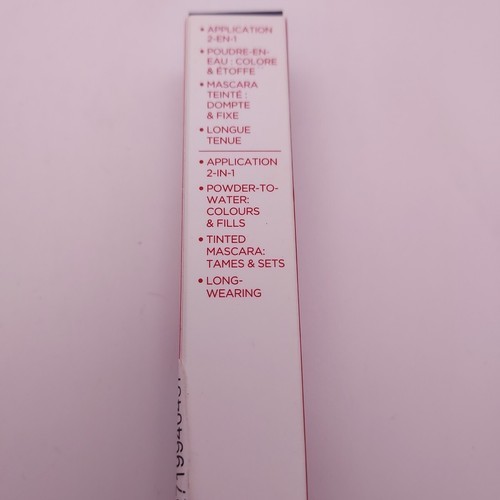 • APPLICATION
2-EN-1
• POUDRE-EN-
EAU : COLORE
& ÉTOFFE
• MASCARA
TEINTÉ :
DOMPTE
& FIXE
• LONGUE
TENUE
• APPLICATION
2-IN-1
• POWDER-TO-
WATER:
COLOURS
& FILLS
• TINTED
MASCARA:
TAMES & SETS
• LONG-
WEARING